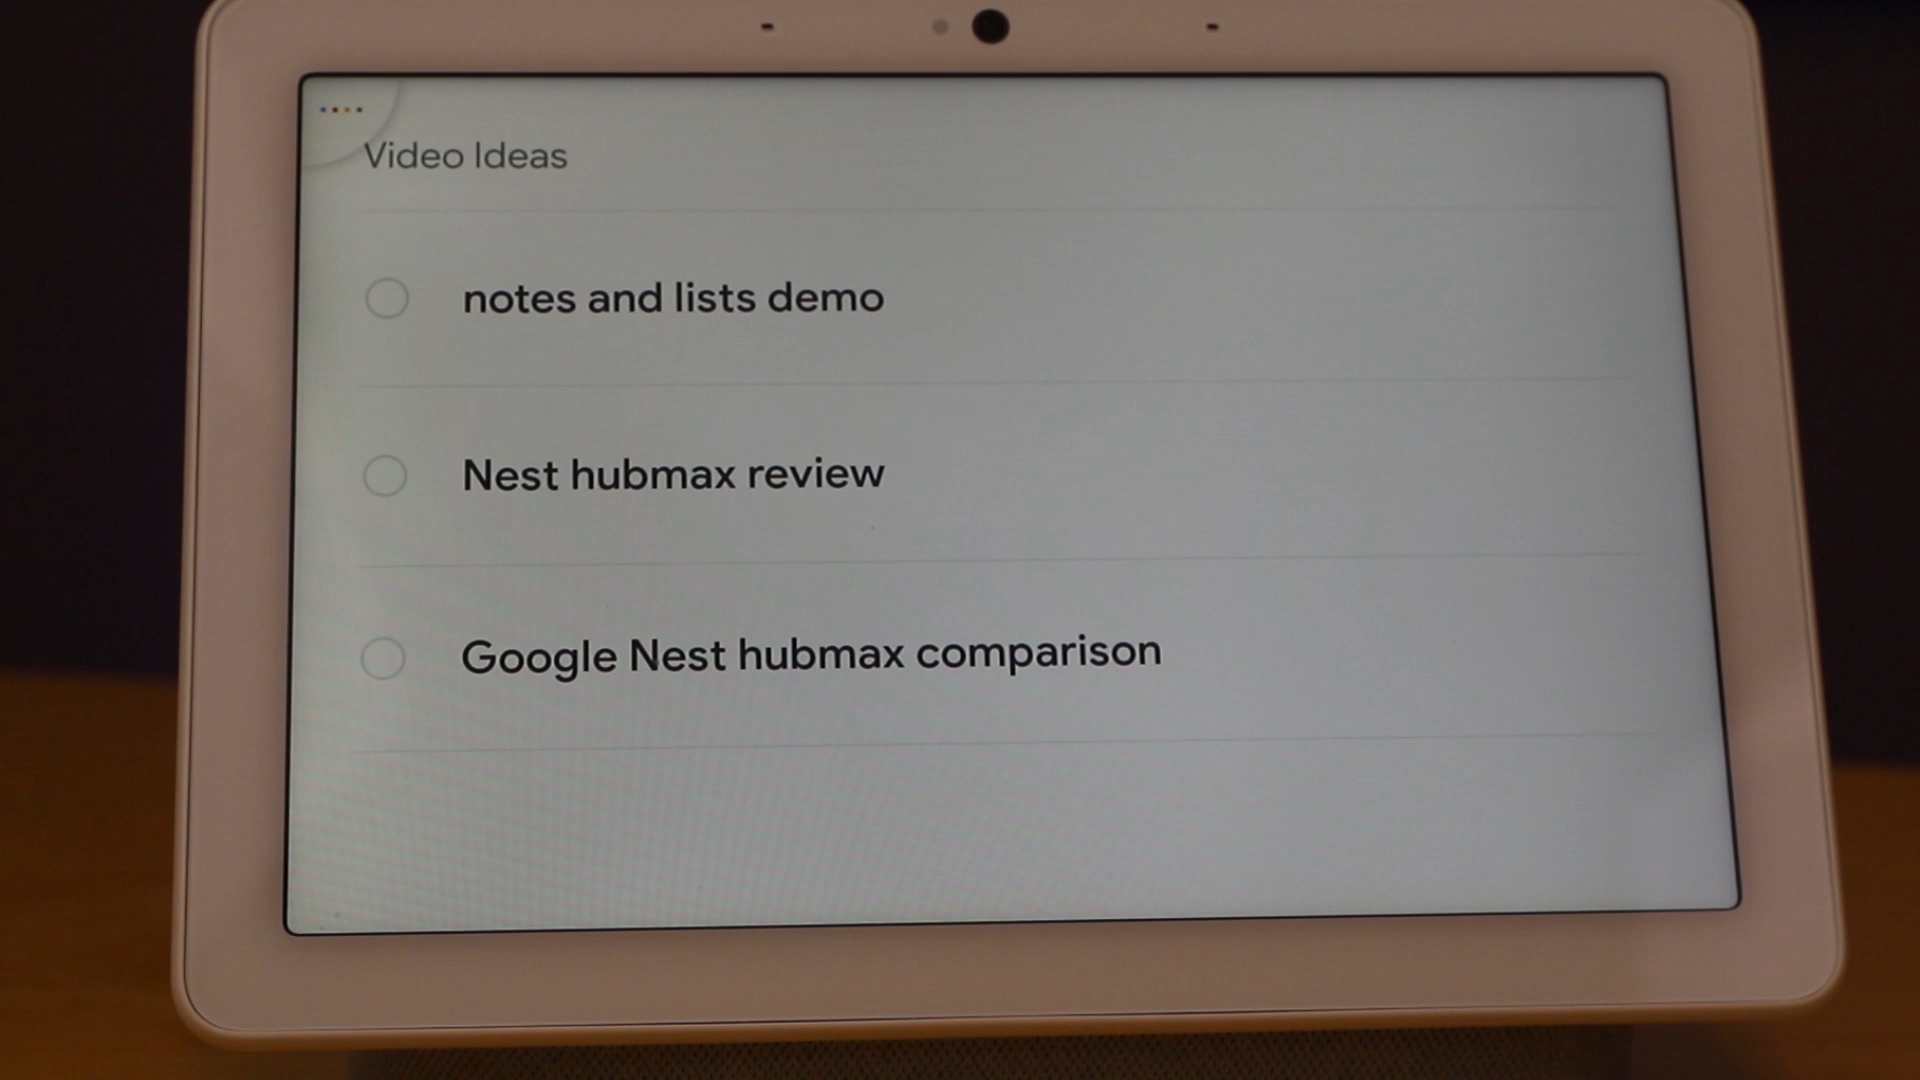 Video Ideas
notes and lists demo
Nest hubmax review
Google Nest hubmax comparison